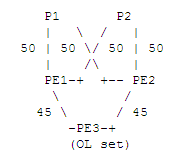 P1 P2
| \ / |
50 | 50 \/ 50 | 50
| /\ |
PE1-+ +-- PE2
\ /
45 \ / 45
-PE3-+
(OL set)